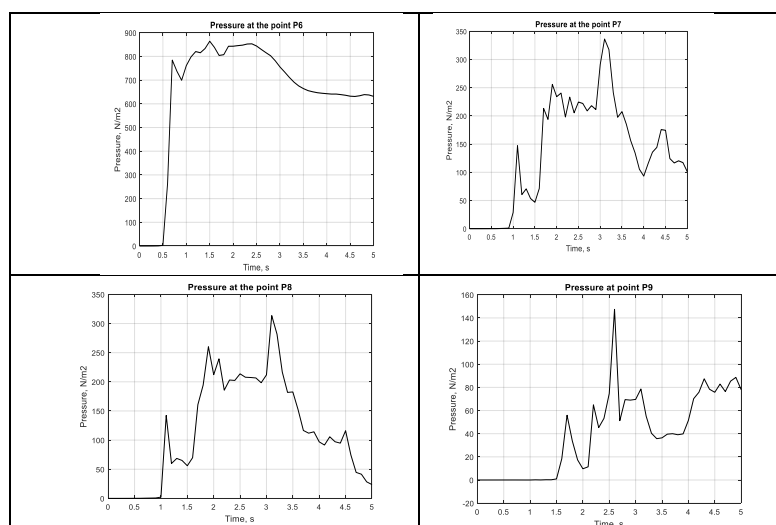 Pressure at the point P6
900
800
700
600
500
400
300
200
100
0
Pressure, N/m2
0 0.5 1 1.5 2 2.5 3 3.5 4 4.5 5
Time, s
Pressure at the point P7
350
300
250
200
150
100
50
0
Pressure, N/m2
0 0.5 1 1.5 2 2.5 3 3.5 4 4.5 5
Time, s
Pressure at the point P8
350
300
250
200
150
100
50
0
Pressure, N/m2
0 0.5 1 1.5 2 2.5 3 3.5 4 4.5 5
Time, s
Pressure at point P9
160
140
120
100
80
60
40
20
0
-20
Pressure, N/m2
0 0.5 1 1.5 2 2.5 3 3.5 4 4.5 5
Time, s